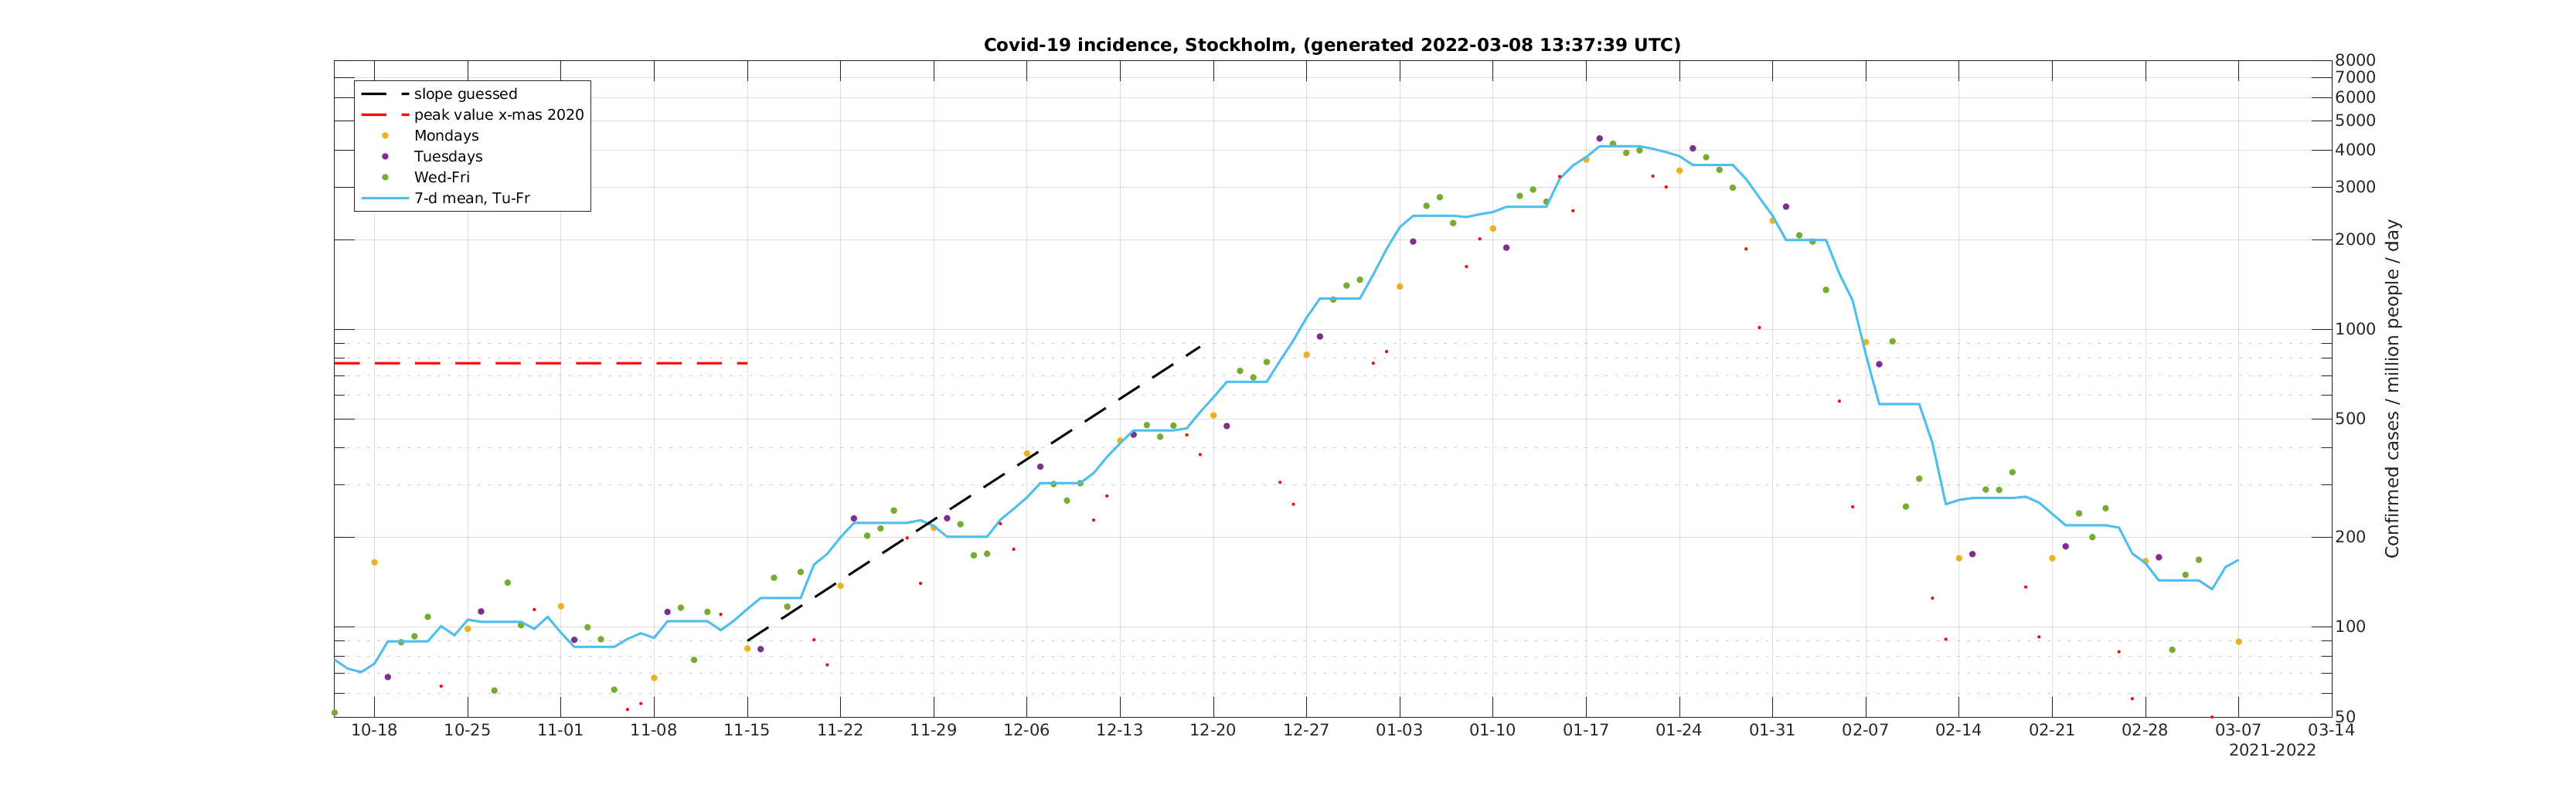 Covid-19 incidence, Stockholm, (generated 2022-03-08 13:37:39 UTC)
slope guessed
peak value x-mas 2020
Mondays
Tuesdays
Wed-Fri
7-d mean, Tu-Fr
8000
7000
6000
5000
4000
3000
2000
1000
500
200
100
50
Confirmed cases / million people / day
10-18 10-25 11-01 11-08 11-15 11-22 11-29 12-06 12-13 12-20 12-27 01-03 01-10 01-17 01-24 01-31 02-07 02-14 02-21 02-28 03-07 03-14
2021-2022